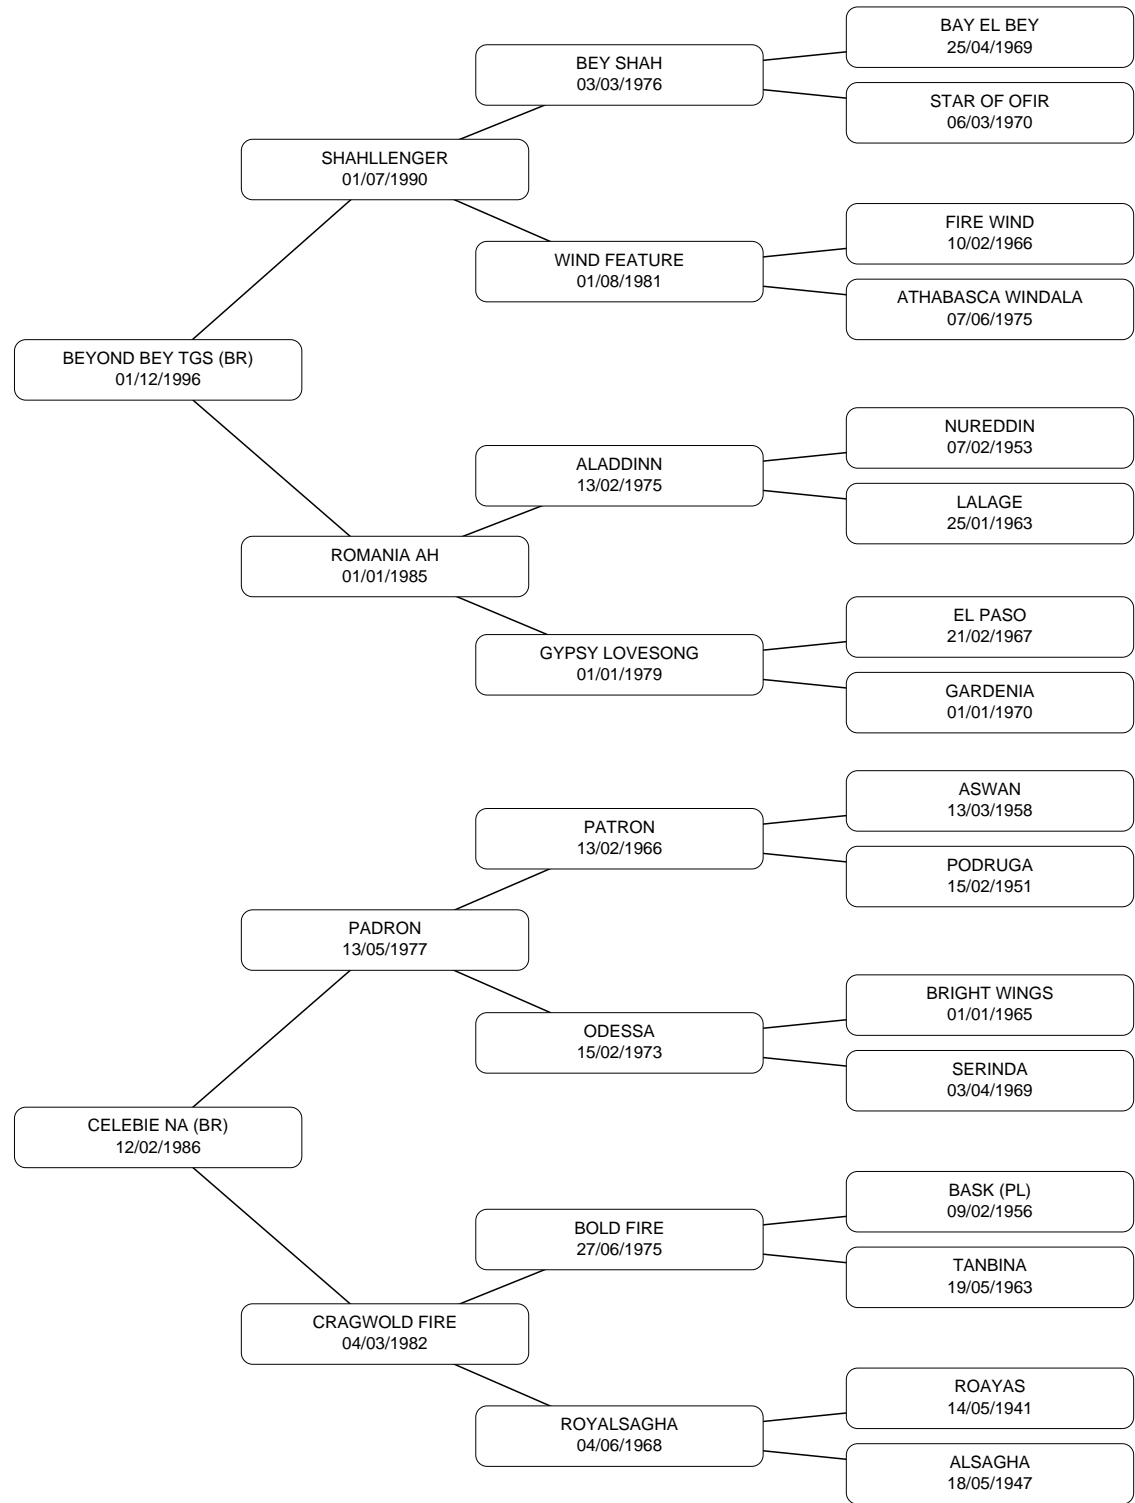 BAY EL BEY
25/04/1969
BEY SHAH
03/03/1976
STAR OF OFIR
06/03/1970
SHAHLLENGER
01/07/1990
FIRE WIND
10/02/1966
WIND FEATURE
01/08/1981
ATHABASCA WINDALA
07/06/1975
BEYOND BEY TGS (BR)
01/12/1996
NUREDDIN
07/02/1953
ALADDINN
13/02/1975
LALAGE
25/01/1963
ROMANIA AH
01/01/1985
EL PASO
21/02/1967
GYPSY LOVESONG
01/01/1979
GARDENIA
01/01/1970
ASWAN
13/03/1958
PATRON
13/02/1966
PODRUGA
15/02/1951
PADRON
13/05/1977
BRIGHT WINGS
01/01/1965
ODESSA
15/02/1973
SERINDA
03/04/1969
CELEBIE NA (BR)
12/02/1986
BASK (PL)
09/02/1956
BOLD FIRE
27/06/1975
TANBINA
19/05/1963
CRAGWOLD FIRE
04/03/1982
ROAYAS
14/05/1941
ROYALSAGHA
04/06/1968
ALSAGHA
18/05/1947